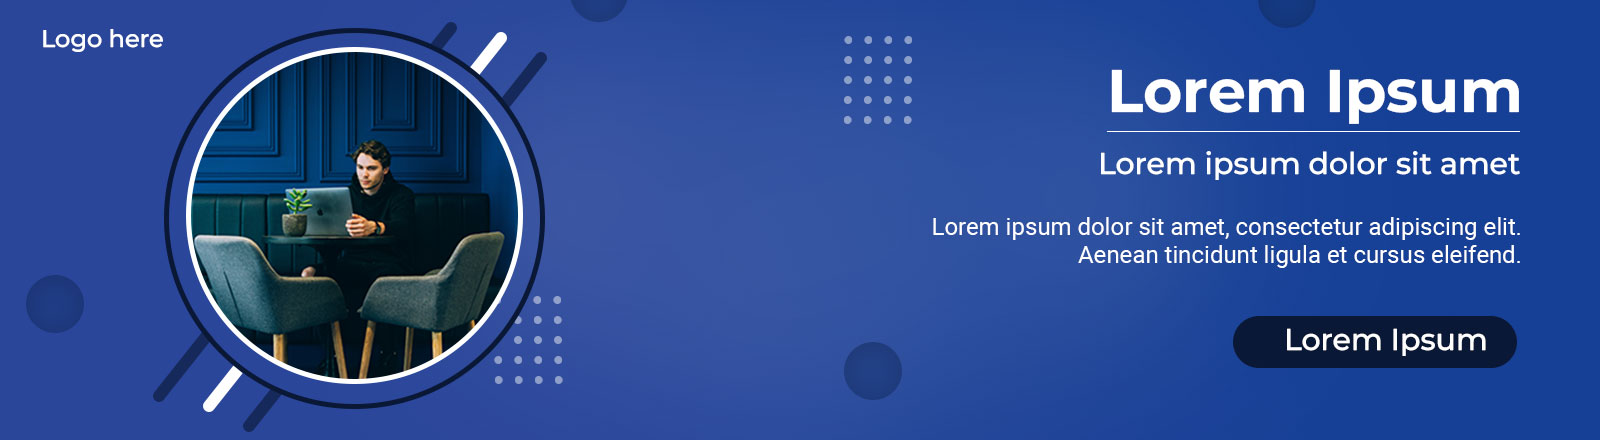 Logo here
Lorem Ipsum
Lorem ipsum dolor sit amet
Lorem ipsum dolor sit amet, consectetur adipiscing elit.
Aenean tincidunt ligula et cursus eleifend.
Lorem Ipsum